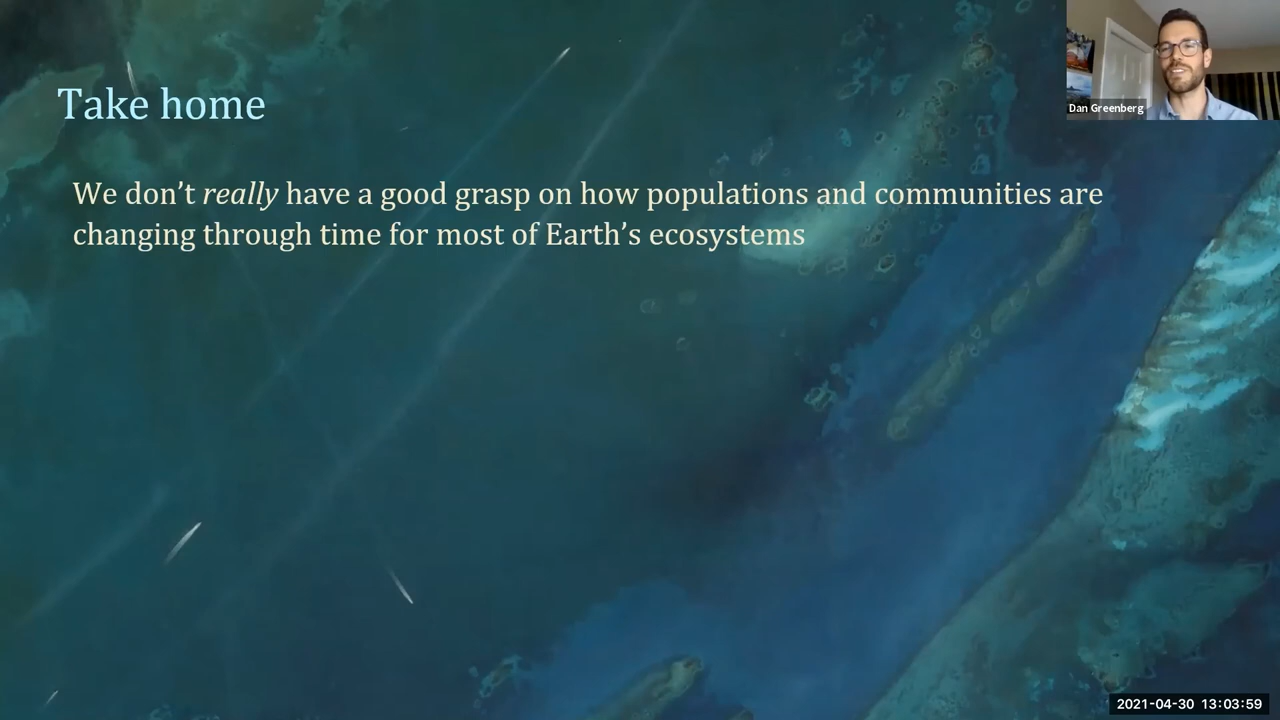 Take home
We don’t really have a good grasp on how populations and communities are
changing through time for most of Earth’s ecosystems
Dan Greenberg
2021-04-30 13:03:59